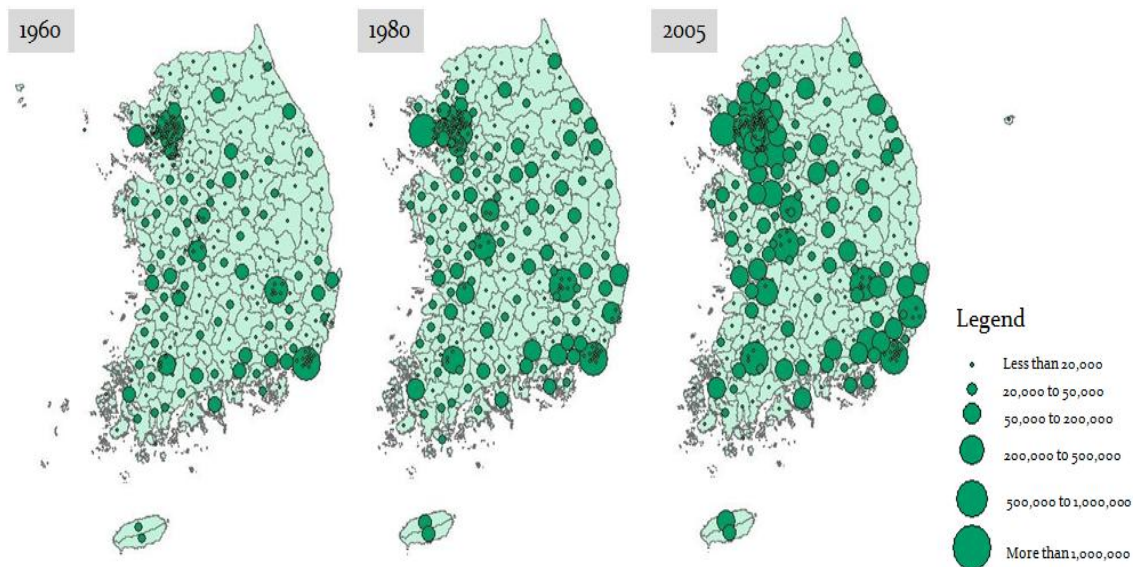 1960
1980
2005
Legend
Less than 20,000
20,000 to 50,000
50,000 to 200,000
200,000 to 500,000
500,000 to 1,000,000
More than 1,000,000